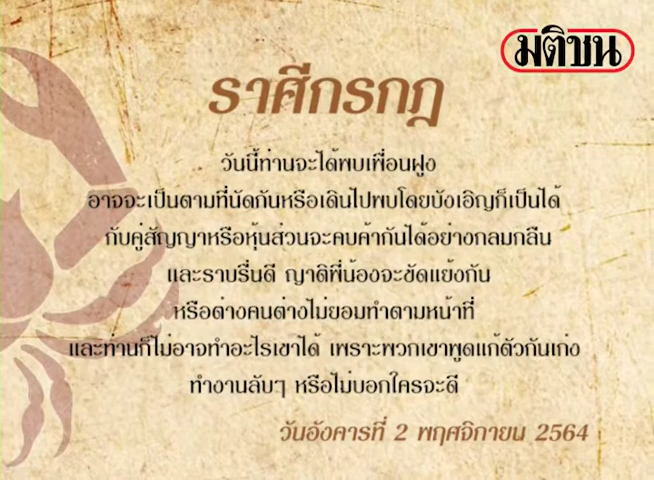 มติชน
ราศีกรกฎ
วันนี้ท่านจะได้พบเพื่อนฝูง
อาจจะเป็นตามที่นัดกันหรือเดินไปพบโดยบังเอิญก็เป็นได้
กับคู่สัญญาหรือหุ้นส่วนจะคบค้ากันได้อย่างกลมกลืน
และราบรื่นดี ญาติพี่น้องจะขัดแย้งกัน
หรือต่างคนต่างไม่ยอมทำตามหน้าที่
และท่านก็ไม่อาจทำอะไรเขาได้ เพราะพวกเขาพูดแก้ตัวกันเก่ง
ทำงานลับๆ หรือไม่บอกใครจะดี
วันอังคารที่ 2 พฤศจิกายน 2564